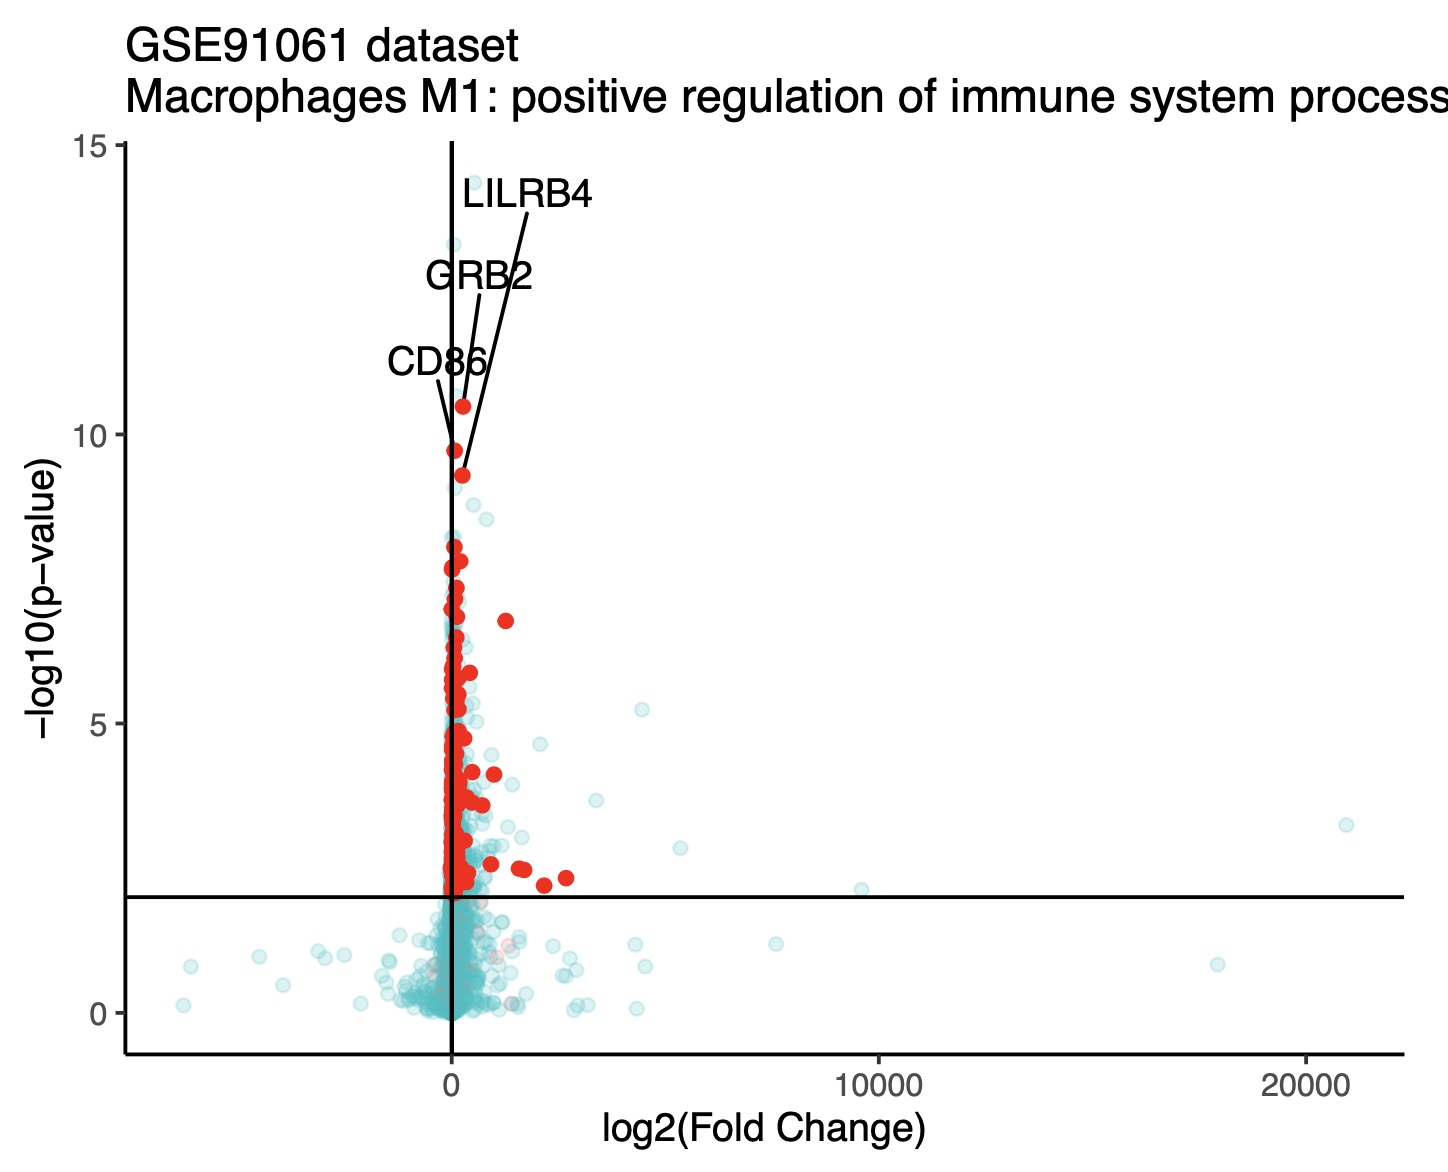 GSE91061 dataset
Macrophages M1: positive regulation of immune system process
15
LILRB4
GRB2
CD86
10
−log10(p−value)
5
0
0
10000
20000
log2(Fold Change)